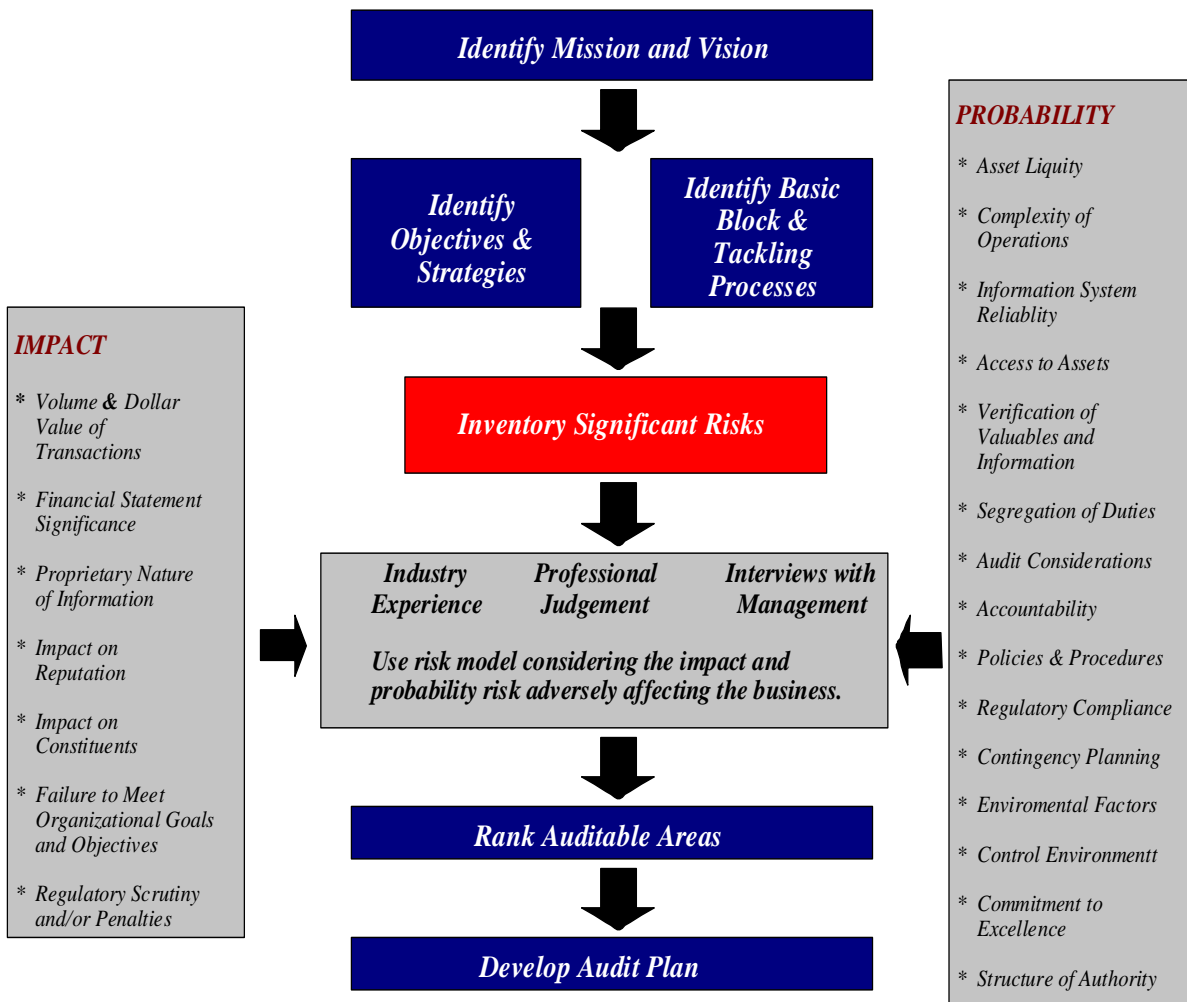 Identify Mission and Vision
Identify
Objectives &
Strategies
Identify Basic
Block &
Tackling
Processes
Inventory Significant Risks
Industry
Experience
Professional
Judgement
Interviews with
Management
Use risk model considering the impact and
probability risk adversely affecting the business.
Rank Auditable Areas
Develop Audit Plan
IMPACT
* Volume & Dollar
Value of
Transactions
* Financial Statement
Significance
* Proprietary Nature
of Information
* Impact on
Reputation
* Impact on
Constituents
* Failure to Meet
Organizational Goals
and Objectives
* Regulatory Scrutiny
and/or Penalties
PROBABILITY
* Asset Liquity
* Complexity of
Operations
* Information System
Reliablity
* Access to Assets
* Verification of
Valuables and
Information
* Segregation of Duties
* Audit Considerations
* Accountability
* Policies & Procedures
* Regulatory Compliance
* Contingency Planning
* Enviromental Factors
* Control Environmentt
* Commitment to
Excellence
* Structure of Authority